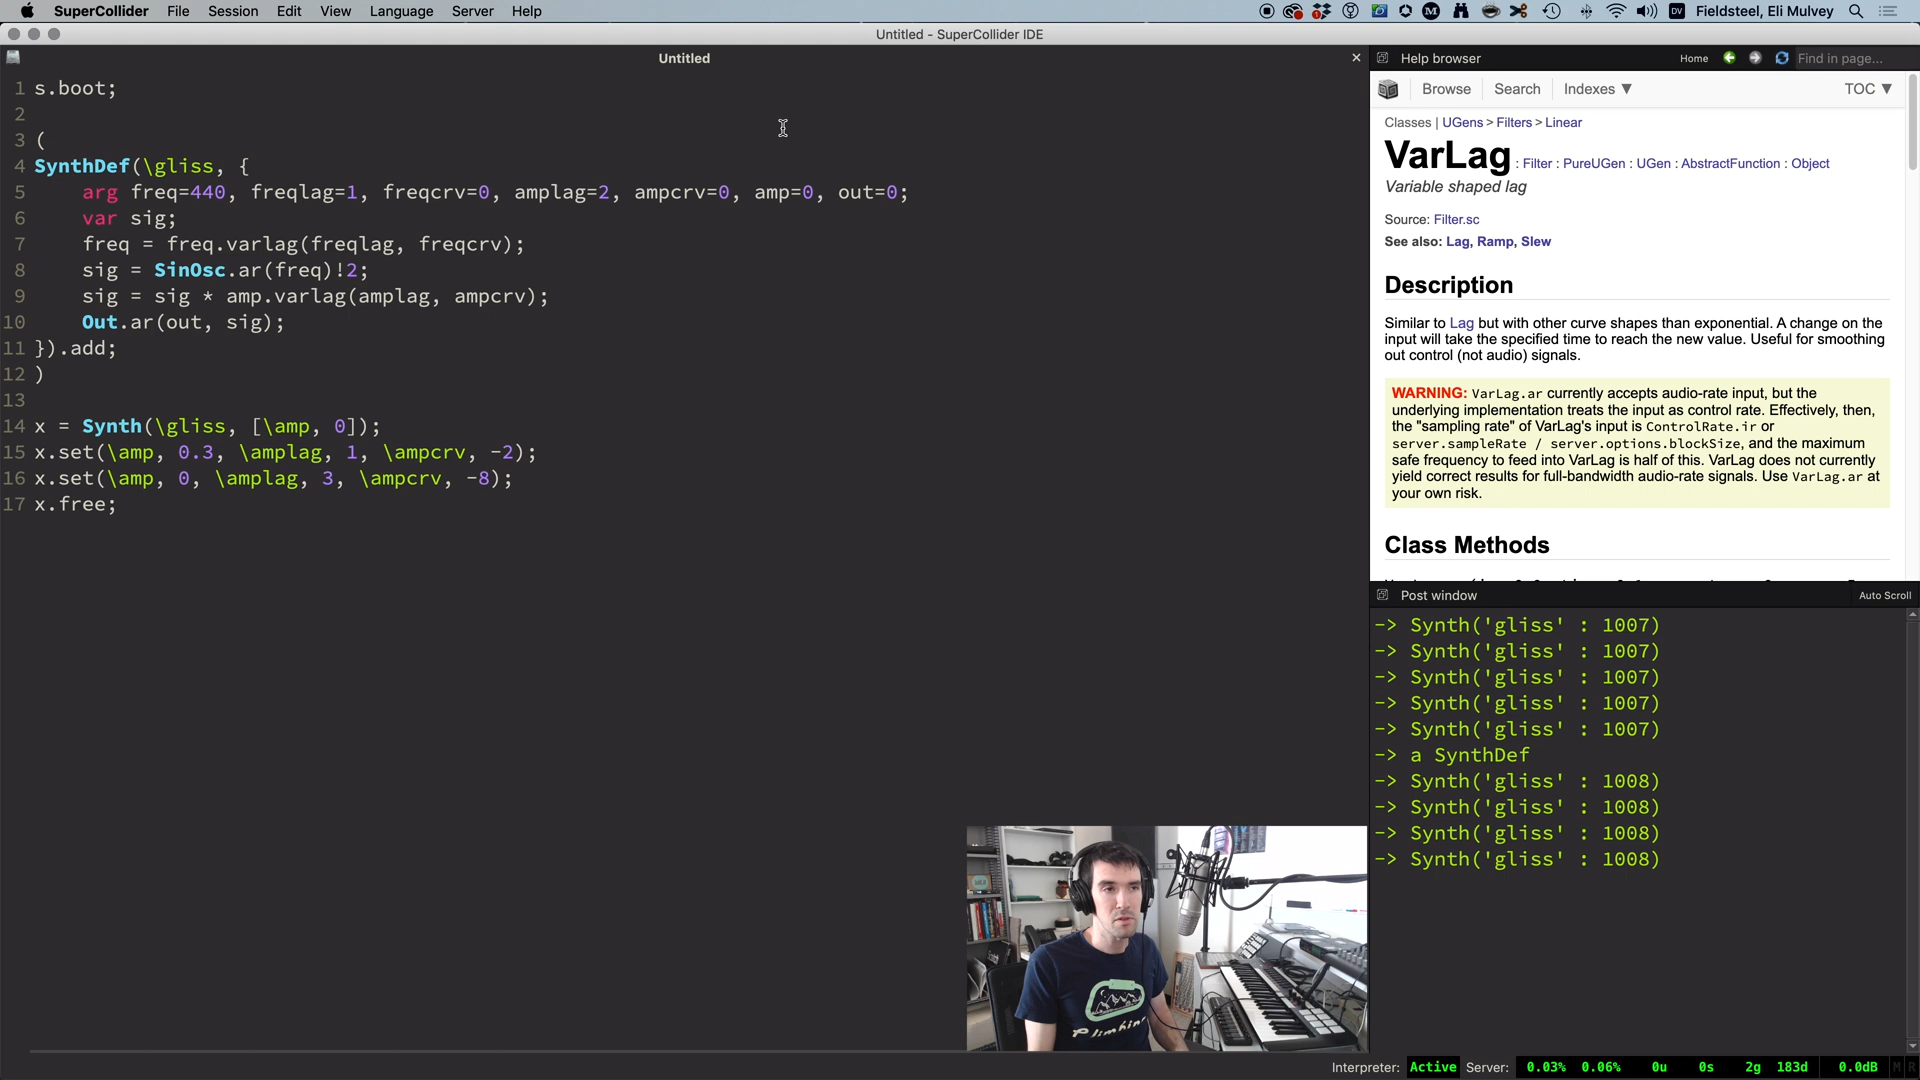 SuperCollider File Session Edit View Language Server Help
Fieldsteel, Eli Mulvey
Untitled - SuperCollider IDE
Untitled
1 s.boot;
2
3 (
4 SynthDef(\gliss, {
5 arg freq=440, freqlag=1, freqcrv=0, amplag=2, ampcrv=0, amp=0, out=0;
6 var sig;
7 freq = freq.varlag(freqlag, freqcrv);
8 sig = SinOsc.ar(freq)!2;
9 sig = sig * amp.varlag(amplag, ampcrv);
10 Out.ar(out, sig);
11 }).add;
12 )
13
14 x = Synth(\gliss, [\amp, 0]);
15 x.set(\amp, 0.3, \amplag, 1, \ampcrv, -2);
16 x.set(\amp, 0, \amplag, 3, \ampcrv, -8);
17 x.free;
Help browser
Home
Find in page...
Browse Search Indexes ▼ TOC ▼
Classes | UGens > Filters > Linear
VarLag : Filter : PureUGen : UGen : AbstractFunction : Object
Variable shaped lag
Source: Filter.sc
See also: Lag, Ramp, Slew
Description
Similar to Lag but with other curve shapes than exponential. A change on the
input will take the specified time to reach the new value. Useful for smoothing
out control (not audio) signals.
WARNING: VarLag.ar currently accepts audio-rate input, but the
underlying implementation treats the input as control rate. Effectively, then,
the "sampling rate" of VarLag's input is ControlRate.ir or
server.sampleRate / server.options.blockSize, and the maximum
safe frequency to feed into VarLag is half of this. VarLag does not currently
yield correct results for full-bandwidth audio-rate signals. Use VarLag.ar at
your own risk.
Class Methods
Post window
Auto Scroll
-> Synth('gliss' : 1007)
-> Synth('gliss' : 1007)
-> Synth('gliss' : 1007)
-> Synth('gliss' : 1007)
-> Synth('gliss' : 1007)
-> a SynthDef
-> Synth('gliss' : 1008)
-> Synth('gliss' : 1008)
-> Synth('gliss' : 1008)
-> Synth('gliss' : 1008)
Interpreter: Active Server: 0.03% 0.06% 0u 0s 2g 183d 0.0dB M R